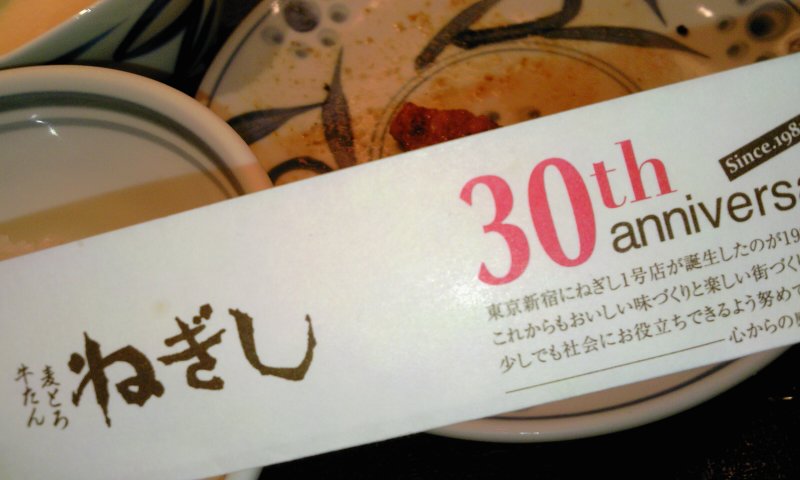 牛たん
麦とろ
ねぎし
30th
anniversa
Since.198
東京新宿にねぎし1号店が誕生したのが19
これからもおいしい味づくりと楽しい街づくり
少しでも社会にお役立ちできるよう努めて
心からの